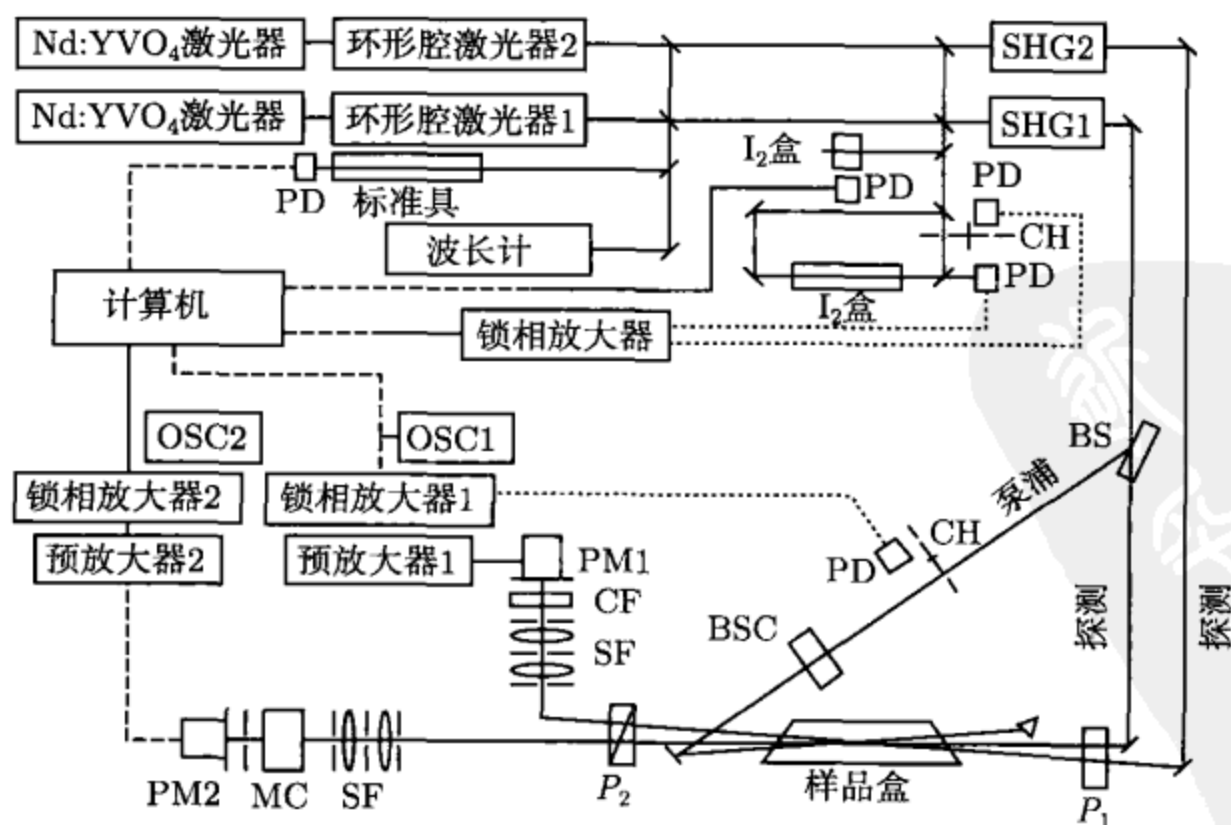 Nd:YVO₄激光器
环形腔激光器2
SHG2
Nd:YVO₄激光器
环形腔激光器1
SHG1
I₂盒
PD
标准具
PD
PD
CH
波长计
PD
I₂盒
计算机
锁相放大器
OSC2
OSC1
BS
锁相放大器2
锁相放大器1
泵浦
预放大器2
预放大器1
PM1
PD
CH
CF
SF
BSC
探测
探测
PM2
MC
SF
P₂
样品盒
P₁